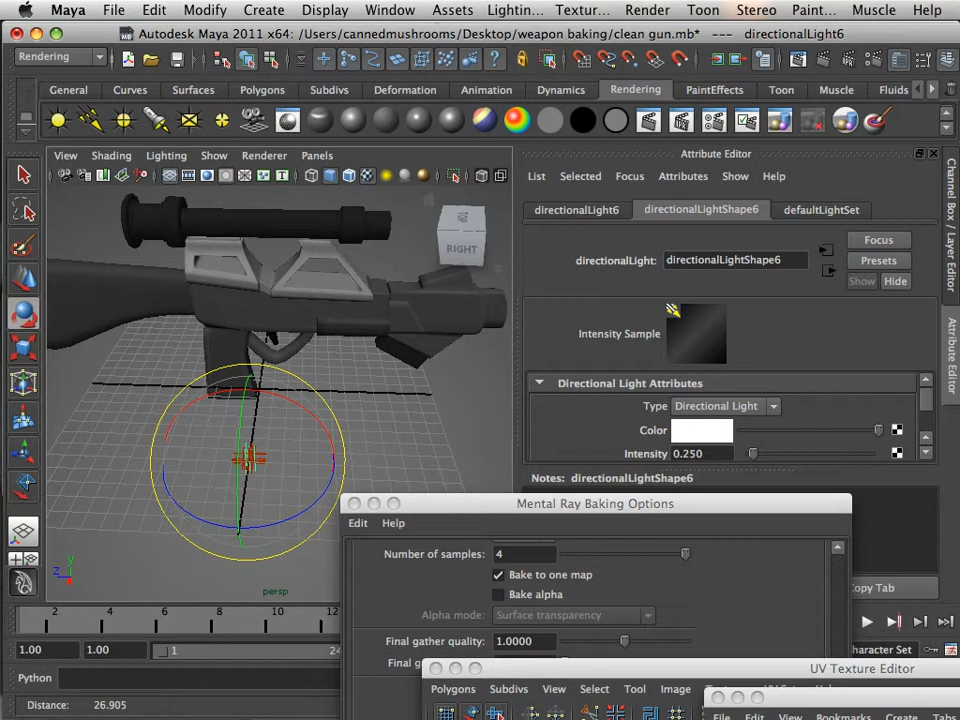 Maya File Edit Modify Create Display Window Assets Lightin... Textur... Render Toon Stereo Paint... Muscle Help
Autodesk Maya 2011 x64: /Users/cannedmushrooms/Desktop/weapon baking/clean gun.mb* --- directionalLight6
Rendering
General Curves Surfaces Polygons Subdivs Deformation Animation Dynamics Rendering PaintEffects Toon Muscle Fluids
View Shading Lighting Show Renderer Panels
Attribute Editor
List Selected Focus Attributes Show Help
directionalLight6 directionalLightShape6 defaultLightSet
directionalLight: directionalLightShape6
Focus
Presets
Show Hide
Intensity Sample
Directional Light Attributes
Type Directional Light
Color
Intensity 0.250
Notes: directionalLightShape6
Channel Box / Layer Editor
Attribute Editor
TOP
RIGHT
y
z
persp
Mental Ray Baking Options
Edit Help
Number of samples: 4
Bake to one map
Bake alpha
Alpha mode: Surface transparency
Final gather quality: 1.0000
Copy Tab
2 4 6 8 10 12 14
1.00 1.00 1
Character Set
Python
UV Texture Editor
Polygons Subdivs View Select Tool Image
Distance: 26.905
File Edit View Bookmarks Create Tabs